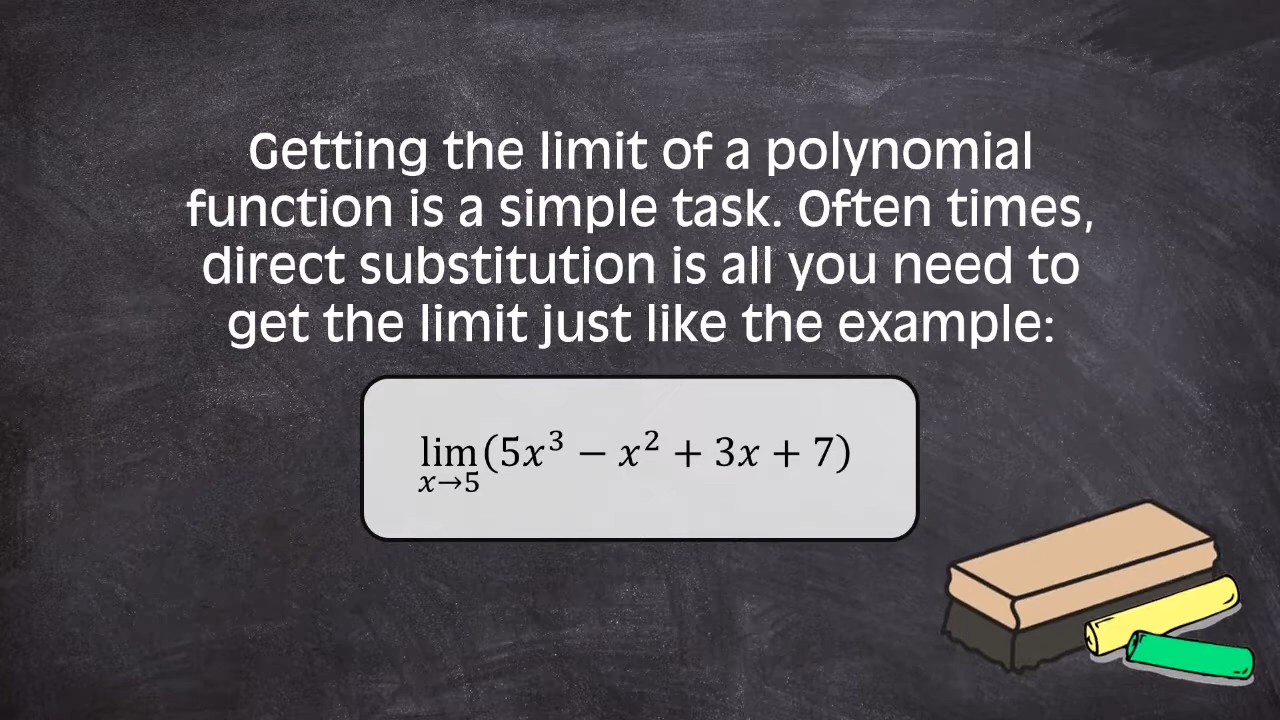 Getting the limit of a polynomial
function is a simple task. Often times,
direct substitution is all you need to
get the limit just like the example:
lim(5x³ − x² + 3x + 7)
x→5